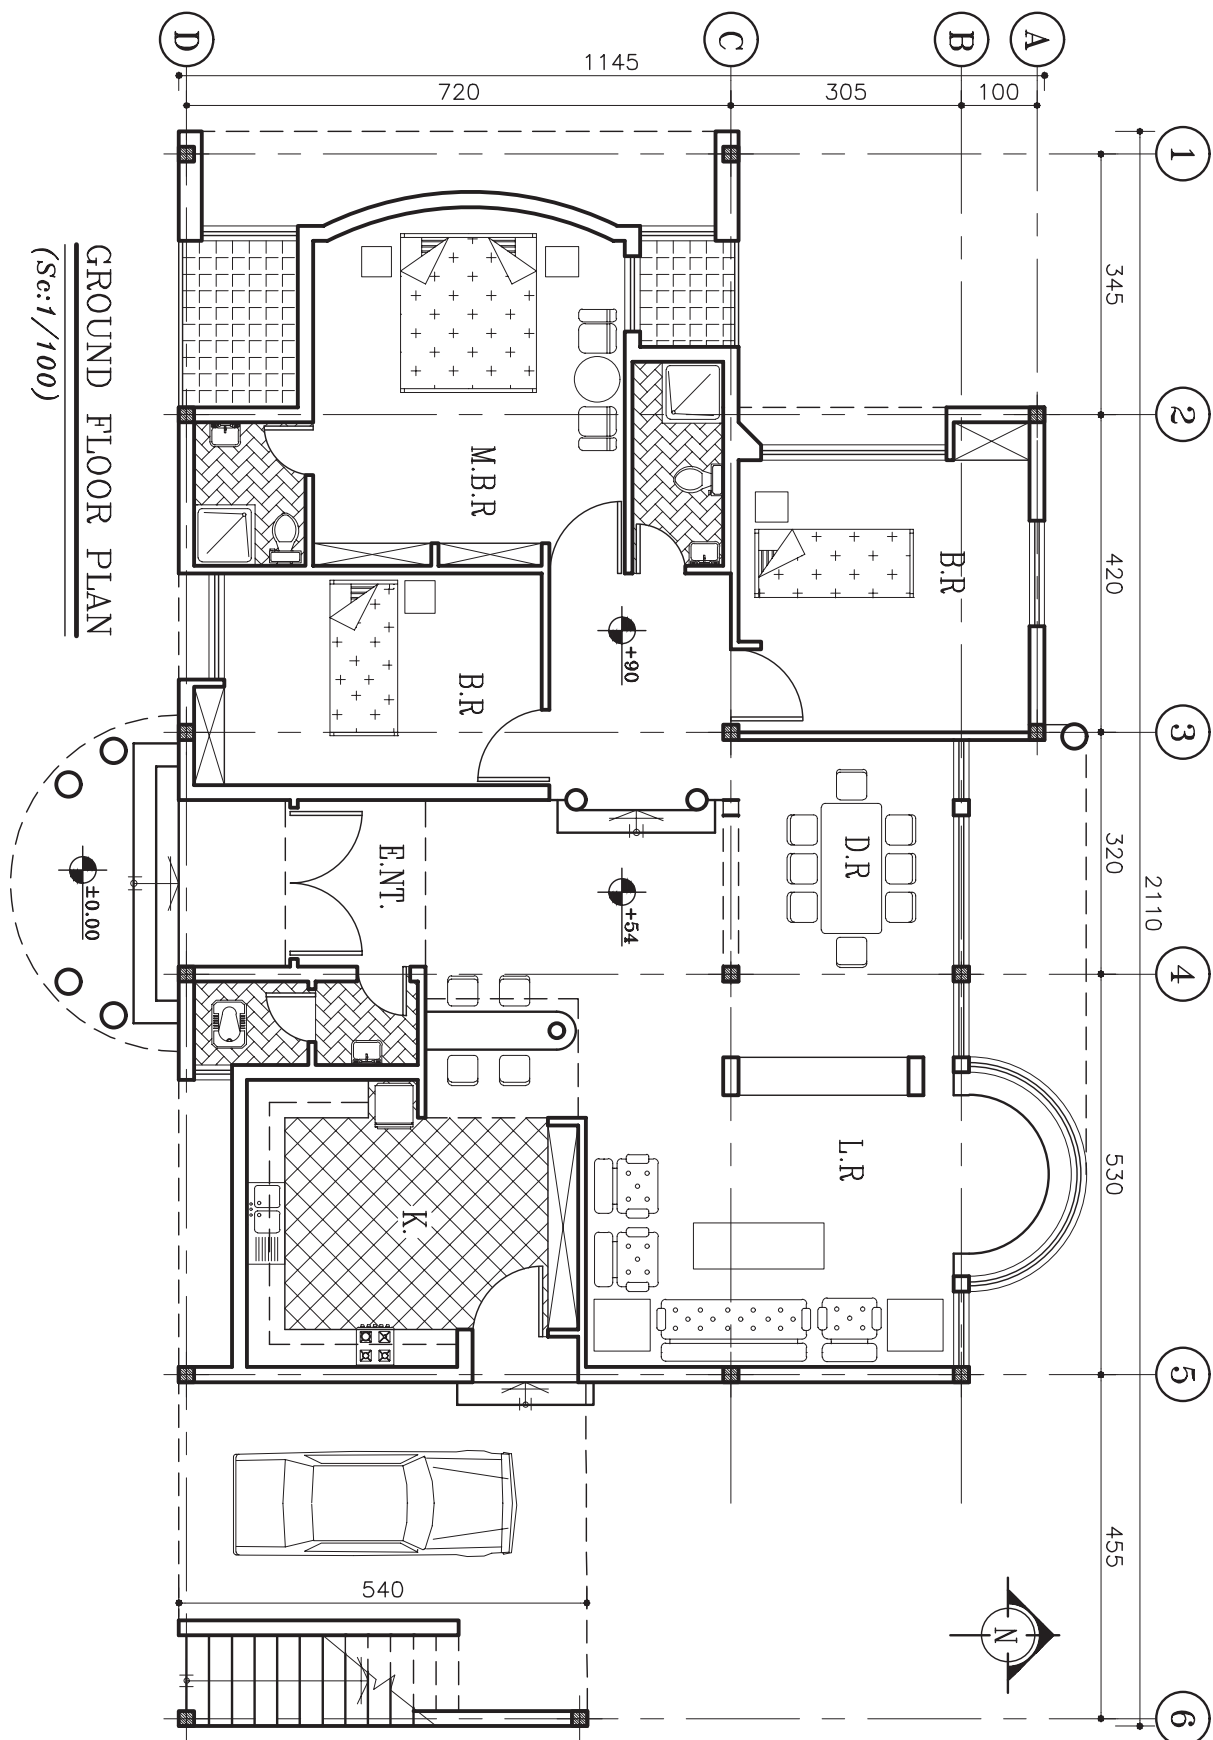 D
C
B
A
1145
720
305
100
1
345
2
420
3
320
2110
4
530
5
455
6
M.B.R
B.R
B.R
+90
D.R
E.NT.
+54
±0.00
L.R
K.
540
N
GROUND FLOOR PLAN
(Sc:1/100)